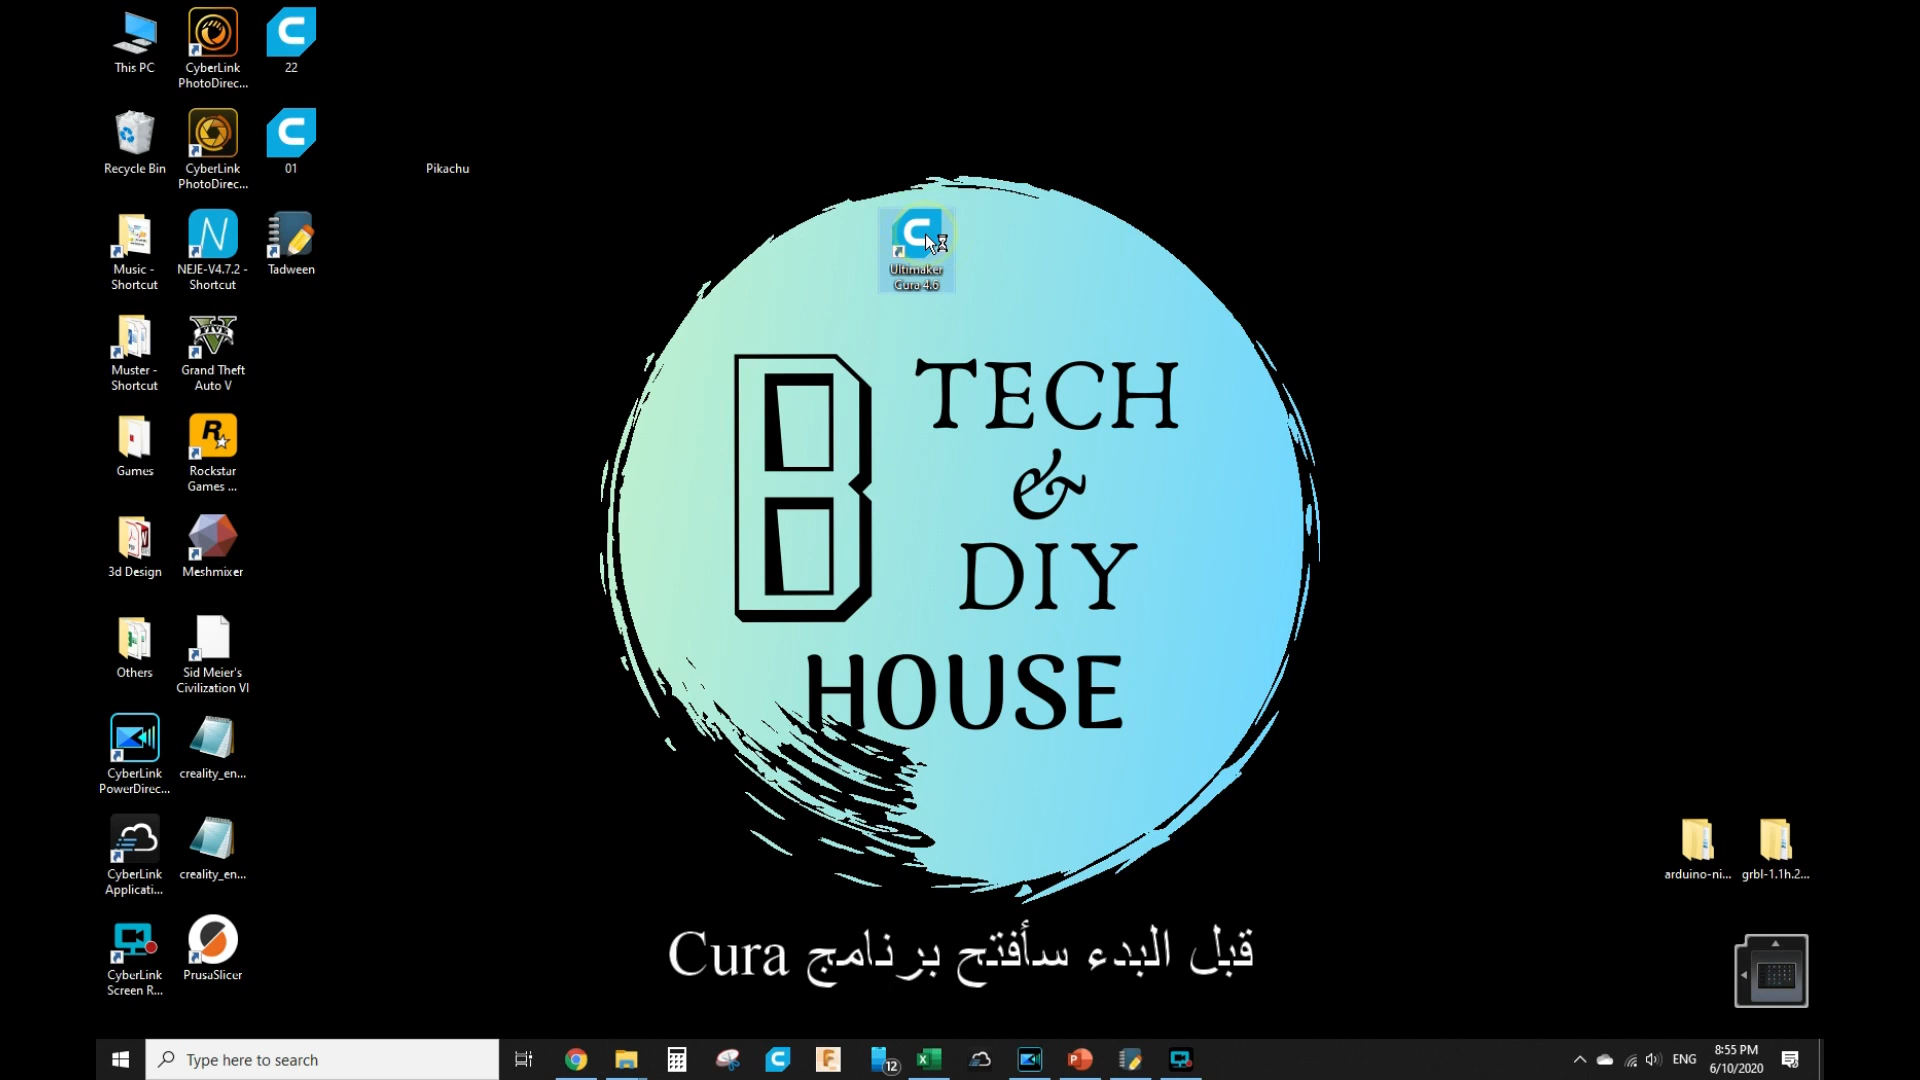 This PC
CyberLink
PhotoDirec...
22
Recycle Bin
CyberLink
PhotoDirec...
01
Pikachu
Music -
Shortcut
NEJE-V4.7.2 -
Shortcut
Tadween
Ultimaker
Cura 4.6
Muster -
Shortcut
Grand Theft
Auto V
Games
Rockstar
Games ...
3d Design
Meshmixer
Others
Sid Meier's
Civilization VI
CyberLink
PowerDirec...
creality_en...
CyberLink
Applicati...
creality_en...
CyberLink
Screen R...
PrusaSlicer
B TECH
&
DIY
HOUSE
arduino-ni...
grbl-1.1h.2...
قبل البدء سأفتح برنامج Cura
Type here to search
12
ENG
8:55 PM
6/10/2020